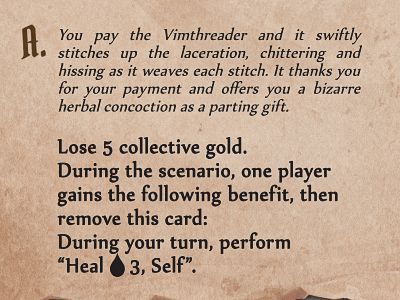 A. You pay the Vimthreader and it swiftly
stitches up the laceration, chittering and
hissing as it weaves each stitch. It thanks you
for your payment and offers you a bizarre
herbal concoction as a parting gift.
Lose 5 collective gold.
During the scenario, one player
gains the following benefit, then
remove this card:
During your turn, perform
“Heal 3, Self”.